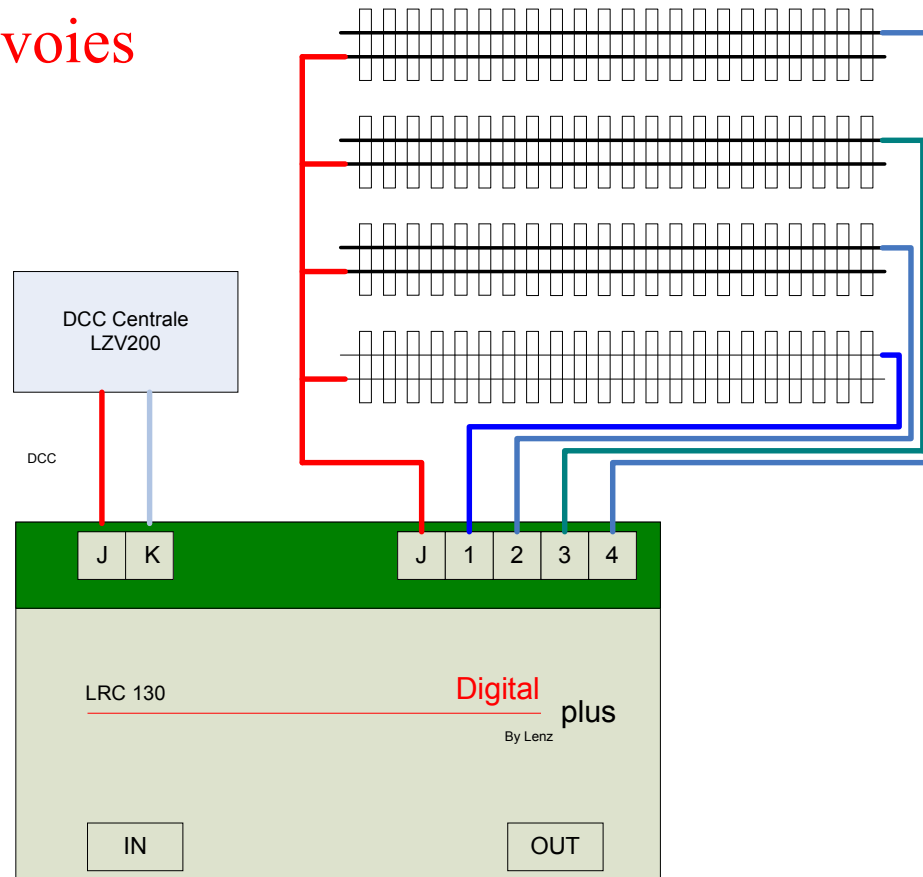 voies
DCC Centrale
LZV200
DCC
J K
J 1 2 3 4
LRC 130
Digital
plus
By Lenz
IN
OUT